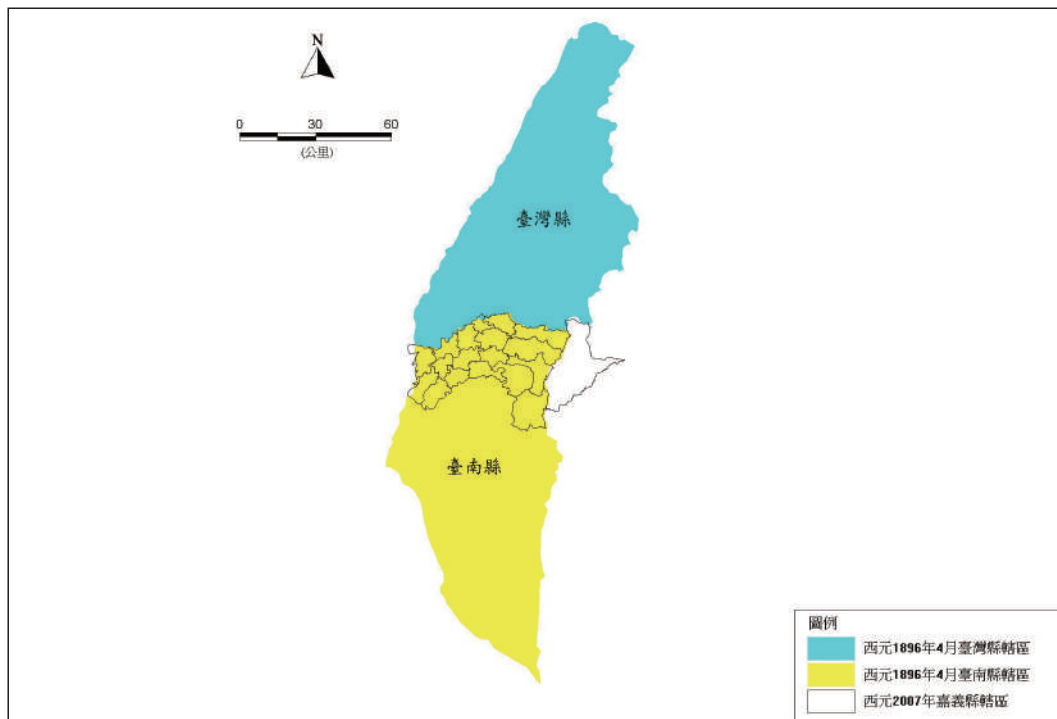 N
0 30 60
(公里)
臺灣縣
臺南縣
圖例
西元1896年4月臺灣縣轄區
西元1896年4月臺南縣轄區
西元2007年嘉義縣轄區